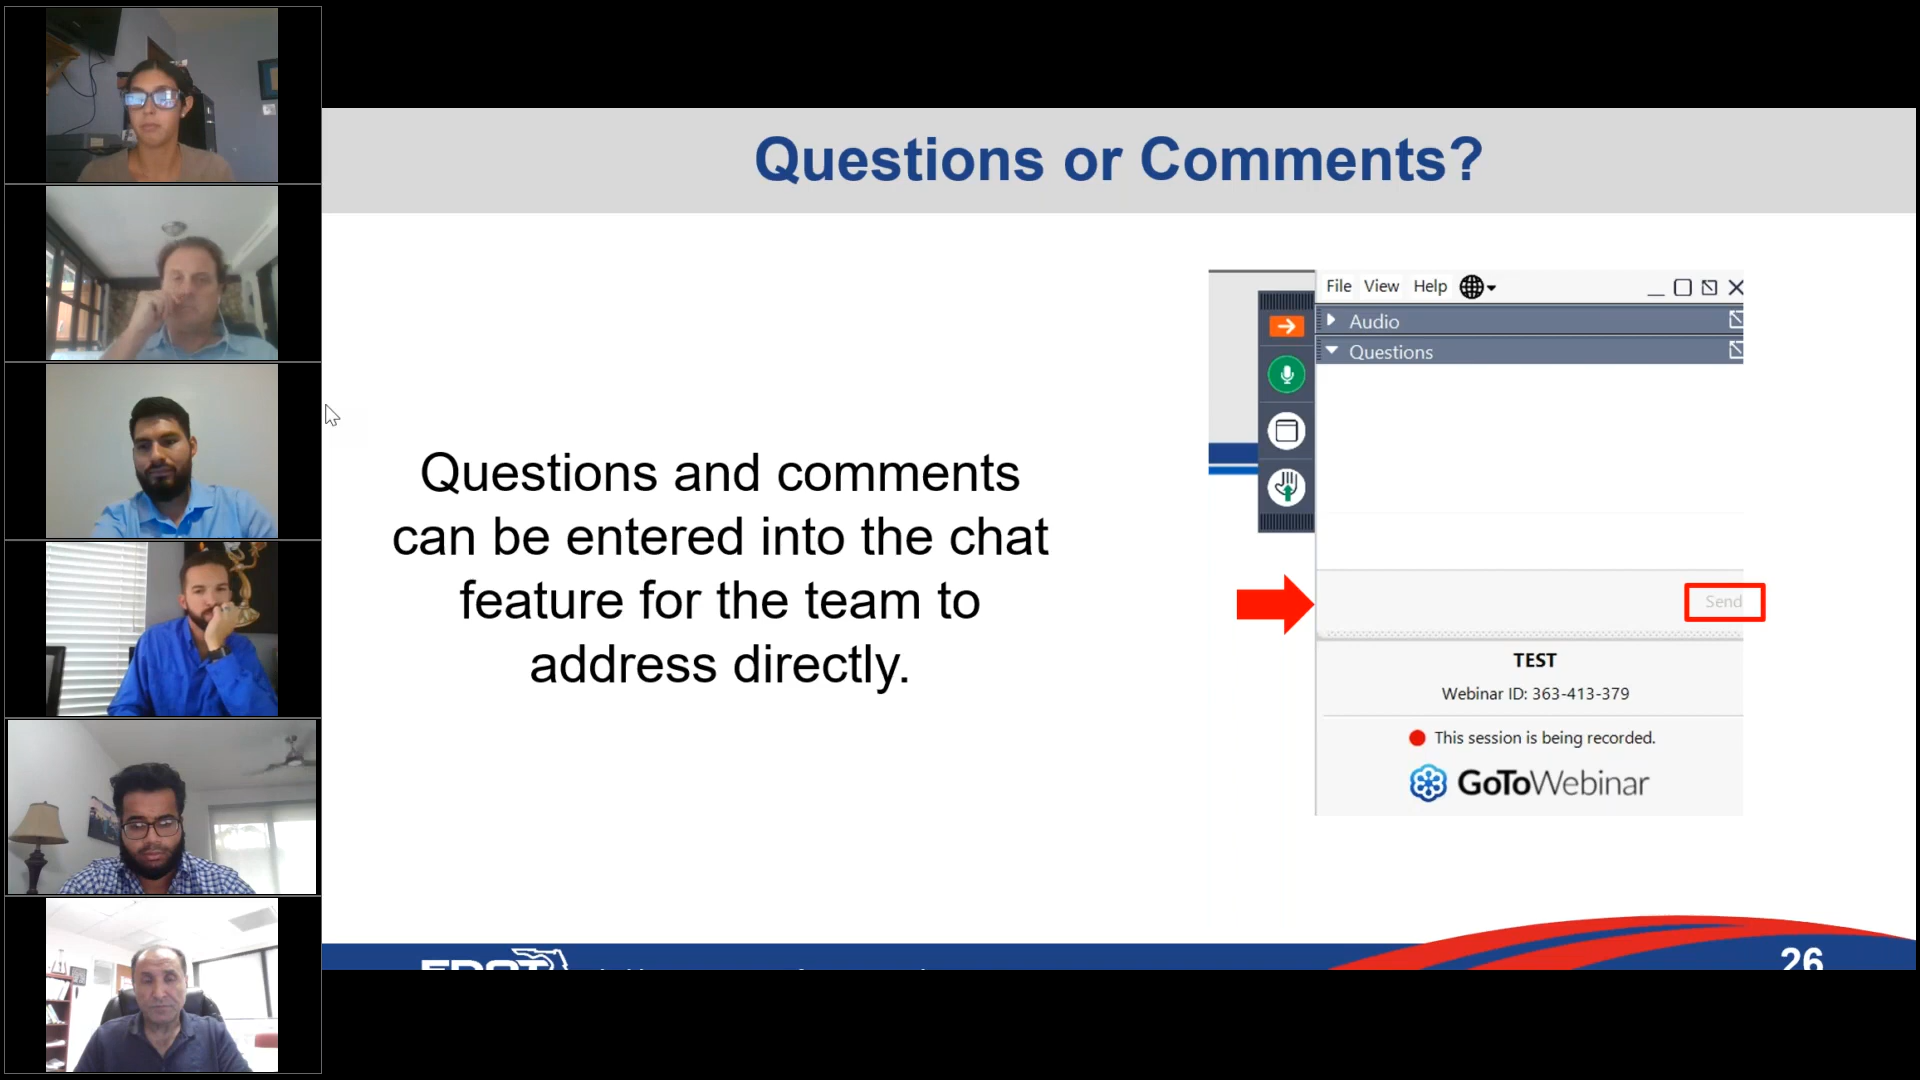 Questions or Comments?
Questions and comments
can be entered into the chat
feature for the team to
address directly.
File View Help
Audio
Questions
Send
TEST
Webinar ID: 363-413-379
This session is being recorded.
GoToWebinar
FDOT
26